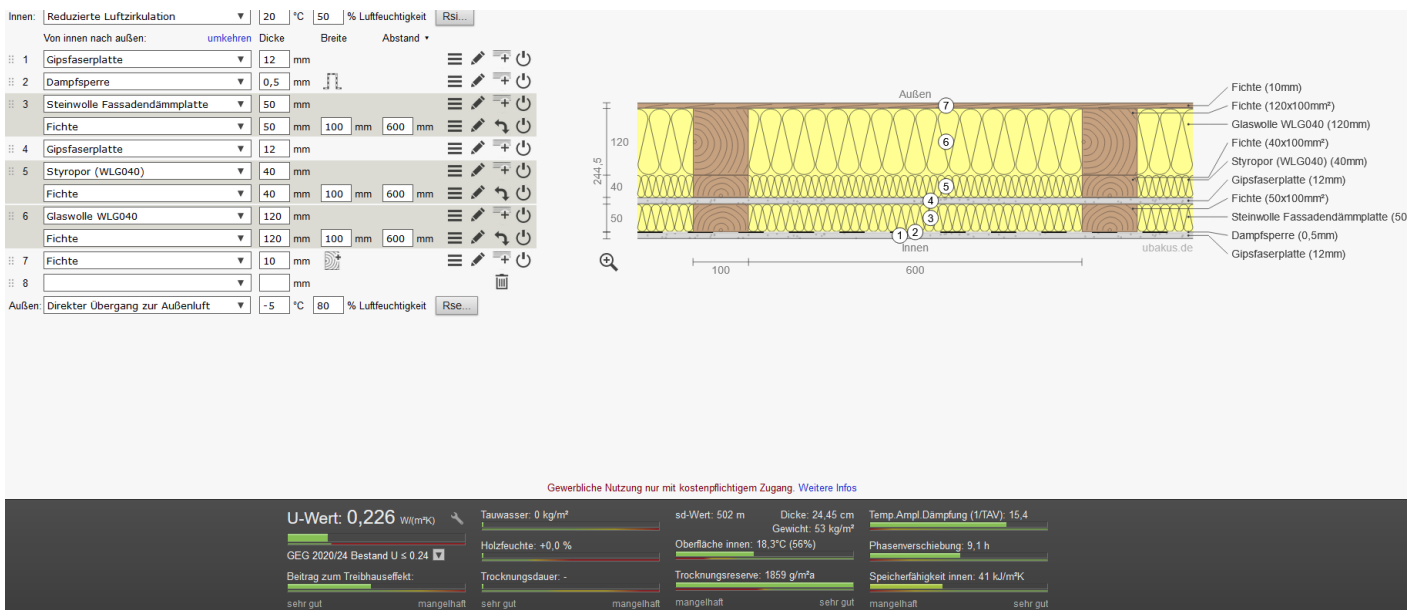 Innen: Reduzierte Luftzirkulation 20 °C 50 % Luftfeuchtigkeit Rsi...
Von innen nach außen: umkehren Dicke Breite Abstand
1 Gipsfaserplatte 12 mm
2 Dampfsperre 0,5 mm
3 Steinwolle Fassadendämmplatte 50 mm
Fichte 50 mm 100 mm 600 mm
4 Gipsfaserplatte 12 mm
5 Styropor (WLG040) 40 mm
Fichte 40 mm 100 mm 600 mm
6 Glaswolle WLG040 120 mm
Fichte 120 mm 100 mm 600 mm
7 Fichte 10 mm
8 mm
Außen: Direkter Übergang zur Außenluft -5 °C 80 % Luftfeuchtigkeit Rse...
Außen
7
6
5
4
3
1 2
Innen
ubakus.de
244,5
120
40
50
100 600
Fichte (10mm)
Fichte (120x100mm²)
Glaswolle WLG040 (120mm)
Fichte (40x100mm²)
Styropor (WLG040) (40mm)
Gipsfaserplatte (12mm)
Fichte (50x100mm²)
Steinwolle Fassadendämmplatte (50
Dampfsperre (0,5mm)
Gipsfaserplatte (12mm)
Gewerbliche Nutzung nur mit kostenpflichtigem Zugang. Weitere Infos
U-Wert: 0,226 W/(m²K)
GEG 2020/24 Bestand U ≤ 0.24
Beitrag zum Treibhauseffekt:
sehr gut mangelhaft
Tauwasser: 0 kg/m²
Holzfeuchte: +0,0 %
Trocknungsdauer: -
sehr gut mangelhaft
sd-Wert: 502 m Dicke: 24,45 cm
Gewicht: 53 kg/m²
Oberfläche innen: 18,3°C (56%)
Trocknungsreserve: 1859 g/m²a
mangelhaft sehr gut
Temp.Ampl.Dämpfung (1/TAV): 15,4
Phasenverschiebung: 9,1 h
Speicherfähigkeit innen: 41 kJ/m²K
mangelhaft sehr gut